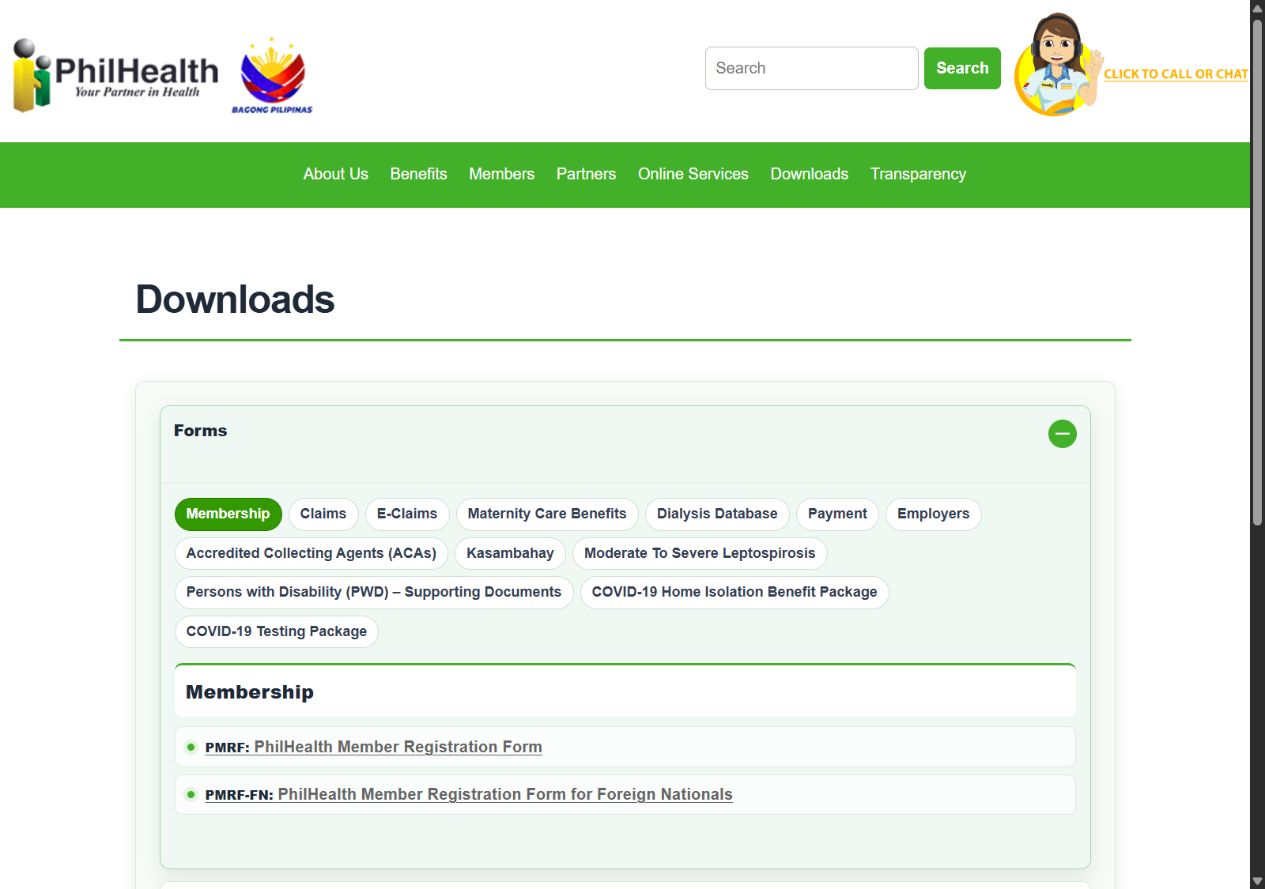 PhilHealth
Your Partner in Health
BAGONG PILIPINAS
Search
Search
CLICK TO CALL OR CHAT
About Us
Benefits
Members
Partners
Online Services
Downloads
Transparency
Downloads
Forms
Membership
Claims
E-Claims
Maternity Care Benefits
Dialysis Database
Payment
Employers
Accredited Collecting Agents (ACAs)
Kasambahay
Moderate To Severe Leptospirosis
Persons with Disability (PWD) – Supporting Documents
COVID-19 Home Isolation Benefit Package
COVID-19 Testing Package
Membership
PMRF: PhilHealth Member Registration Form
PMRF-FN: PhilHealth Member Registration Form for Foreign Nationals